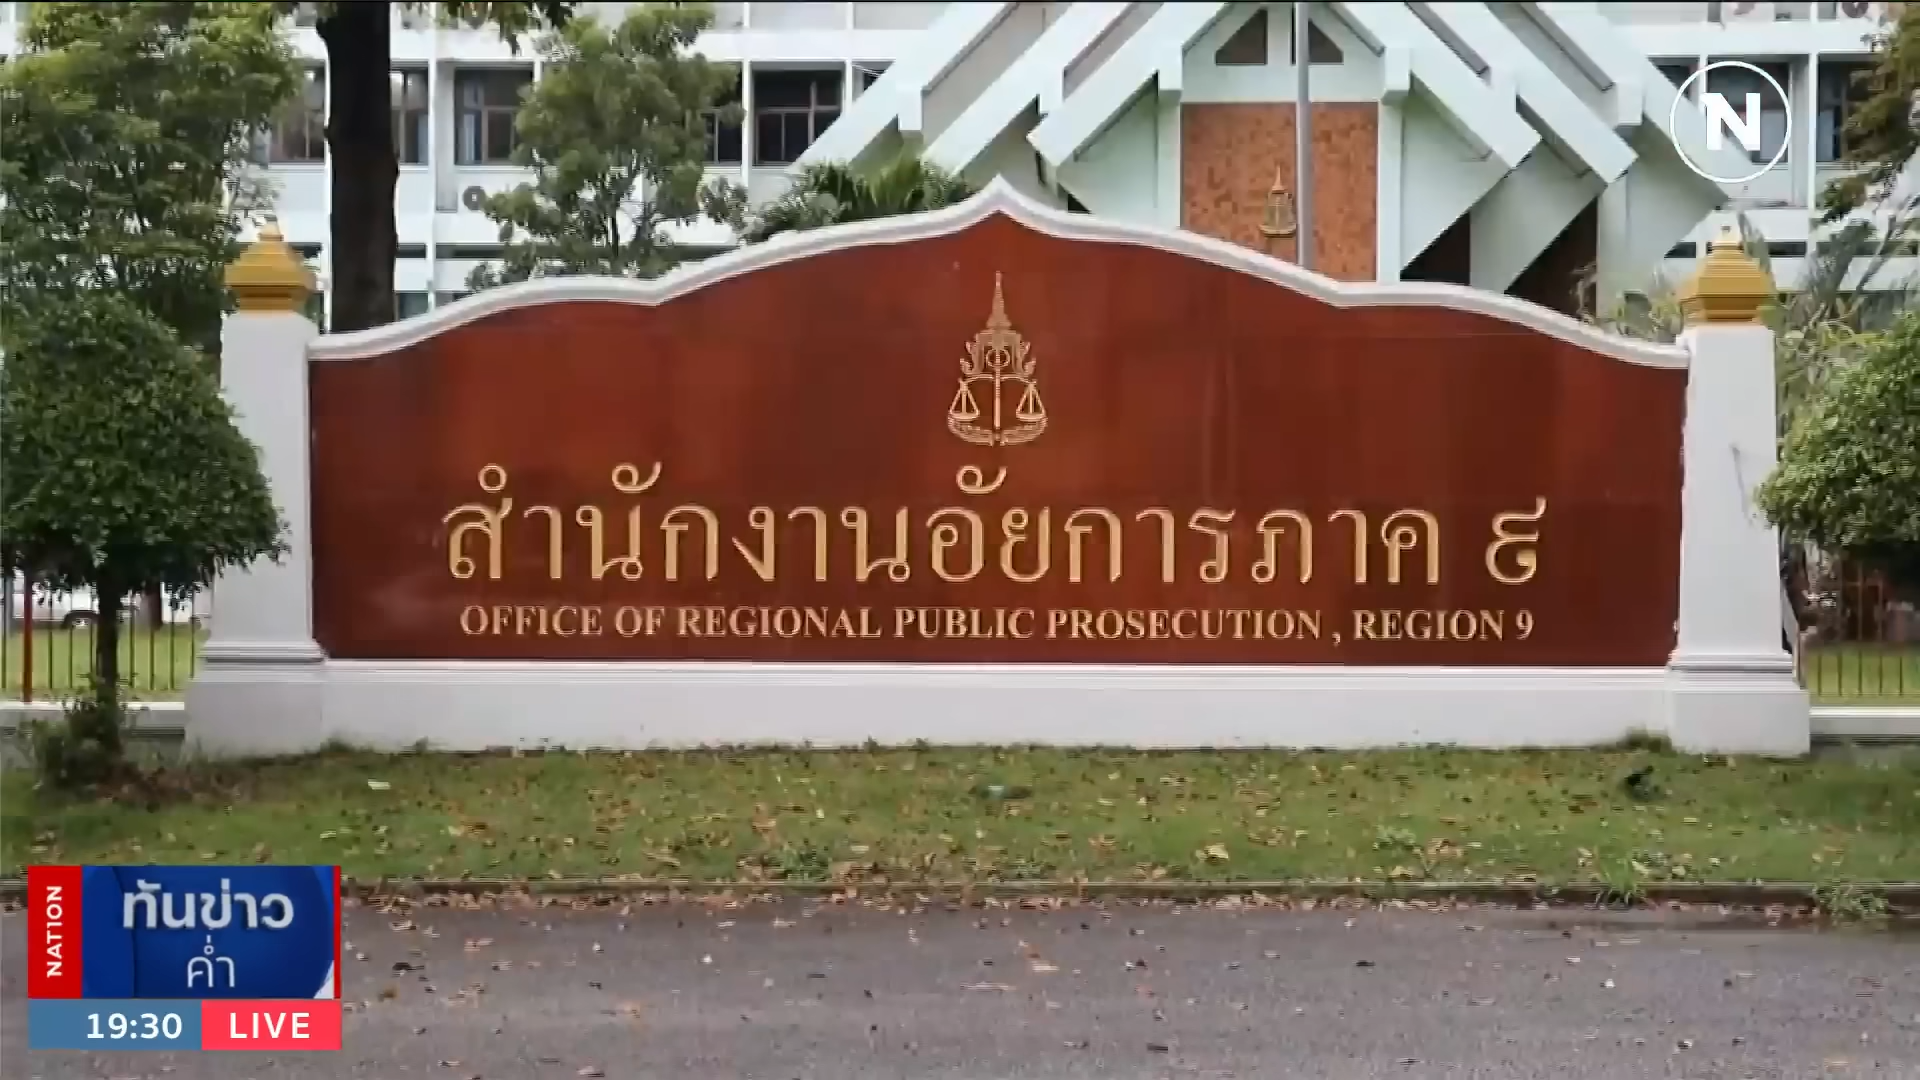 N
สำนักงานอัยการภาค ๙
OFFICE OF REGIONAL PUBLIC PROSECUTION , REGION 9
NATION
ทันข่าว
ค่ำ
19:30 LIVE